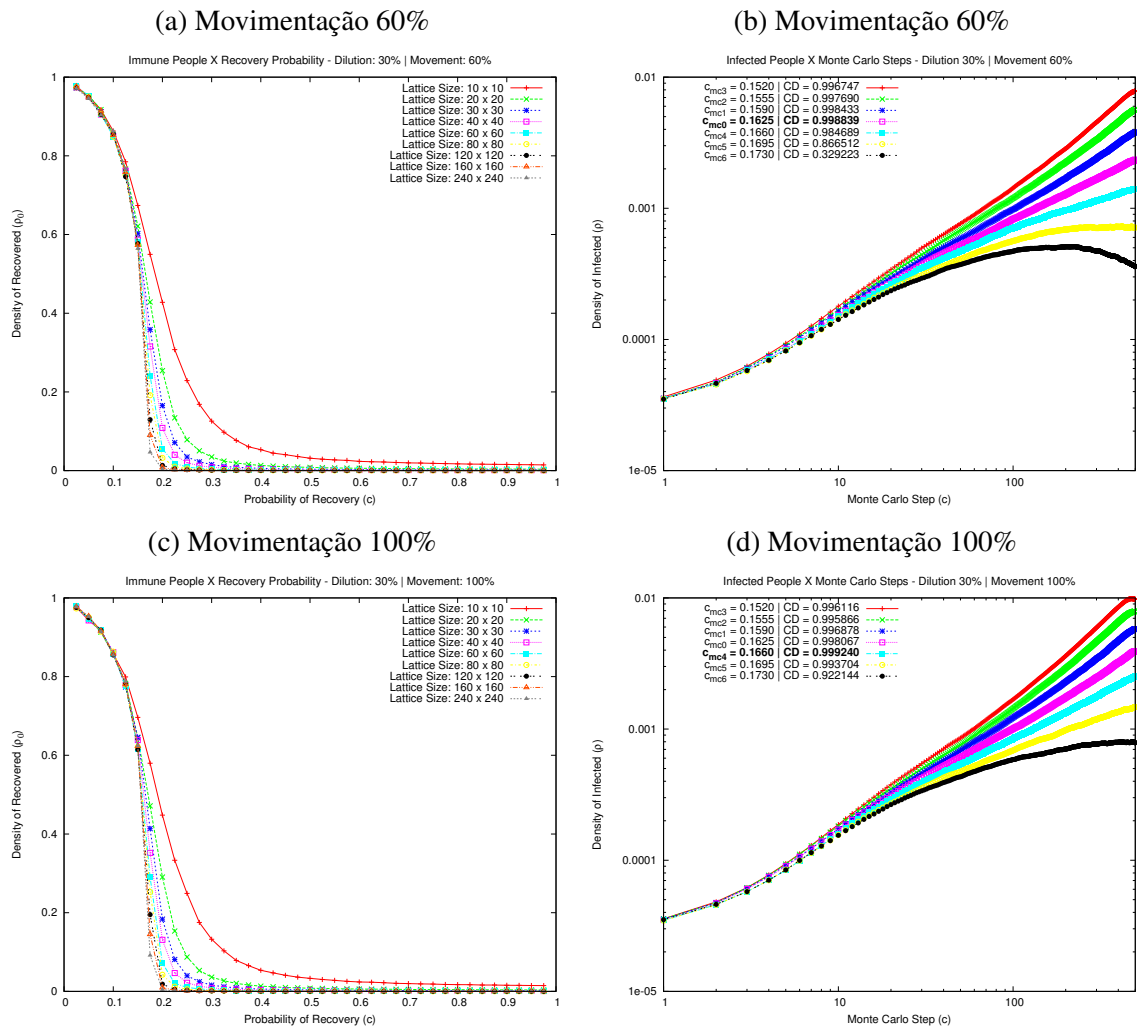 (a) Movimentação 60%
Immune People X Recovery Probability - Dilution: 30% | Movement: 60%
Density of Recovered (ρ0)
1
0.8
0.6
0.4
0.2
0
Lattice Size: 10 x 10
Lattice Size: 20 x 20
Lattice Size: 30 x 30
Lattice Size: 40 x 40
Lattice Size: 60 x 60
Lattice Size: 80 x 80
Lattice Size: 120 x 120
Lattice Size: 160 x 160
Lattice Size: 240 x 240
0 0.1 0.2 0.3 0.4 0.5 0.6 0.7 0.8 0.9 1
Probability of Recovery (c)
(b) Movimentação 60%
Infected People X Monte Carlo Steps - Dilution 30% | Movement 60%
Density of Infected (ρ)
0.01
0.001
0.0001
1e-05
cmc3 = 0.1520 | CD = 0.996747
cmc2 = 0.1555 | CD = 0.997690
cmc1 = 0.1590 | CD = 0.998433
cmc0 = 0.1625 | CD = 0.998839
cmc4 = 0.1660 | CD = 0.984689
cmc5 = 0.1695 | CD = 0.866512
cmc6 = 0.1730 | CD = 0.329223
1 10 100
Monte Carlo Step (c)
(c) Movimentação 100%
Immune People X Recovery Probability - Dilution: 30% | Movement: 100%
Density of Recovered (ρ0)
1
0.8
0.6
0.4
0.2
0
Lattice Size: 10 x 10
Lattice Size: 20 x 20
Lattice Size: 30 x 30
Lattice Size: 40 x 40
Lattice Size: 60 x 60
Lattice Size: 80 x 80
Lattice Size: 120 x 120
Lattice Size: 160 x 160
Lattice Size: 240 x 240
0 0.1 0.2 0.3 0.4 0.5 0.6 0.7 0.8 0.9 1
Probability of Recovery (c)
(d) Movimentação 100%
Infected People X Monte Carlo Steps - Dilution 30% | Movement 100%
Density of Infected (ρ)
0.01
0.001
0.0001
1e-05
cmc3 = 0.1520 | CD = 0.996116
cmc2 = 0.1555 | CD = 0.995866
cmc1 = 0.1590 | CD = 0.996878
cmc0 = 0.1625 | CD = 0.998067
cmc4 = 0.1660 | CD = 0.999240
cmc5 = 0.1695 | CD = 0.993704
cmc6 = 0.1730 | CD = 0.922144
1 10 100
Monte Carlo Step (c)